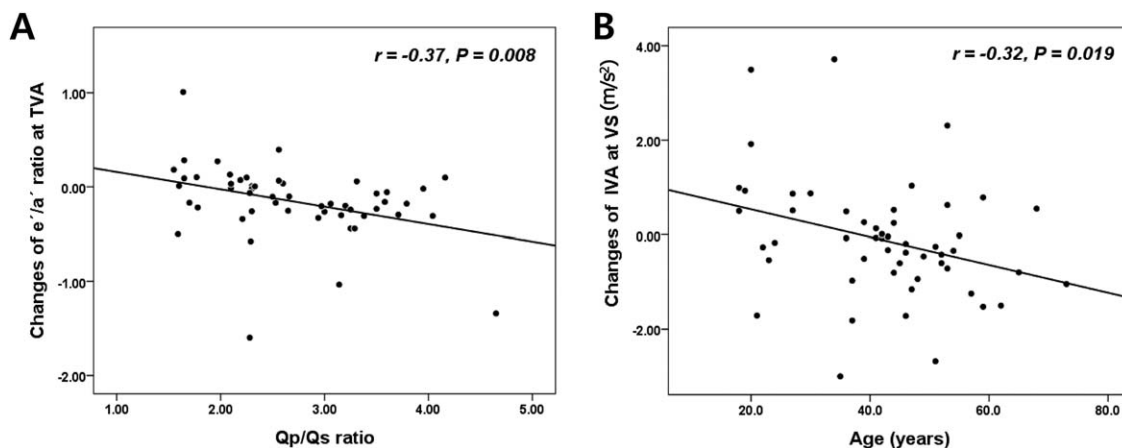 A
r = -0.37, P = 0.008
Changes of e´/a´ ratio at TVA
1.00
0.00
-1.00
-2.00
1.00 2.00 3.00 4.00 5.00
Qp/Qs ratio
B
r = -0.32, P = 0.019
Changes of IVA at VS (m/s²)
4.00
2.00
0.00
-2.00
20.0 40.0 60.0 80.0
Age (years)